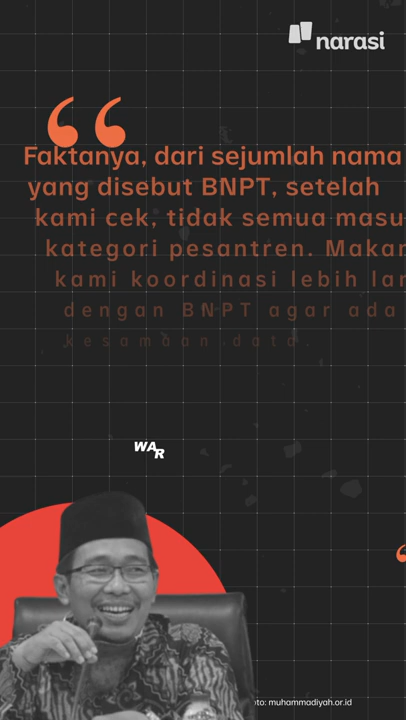 narasi
Faktanya, dari sejumlah nama
yang disebut BNPT, setelah
kami cek, tidak semua masu
kategori pesantren. Makan
kami koordinasi lebih lan
dengan BNPT agar ada
kesamaan data.
WAR
oto: muhammadiyah.or.id